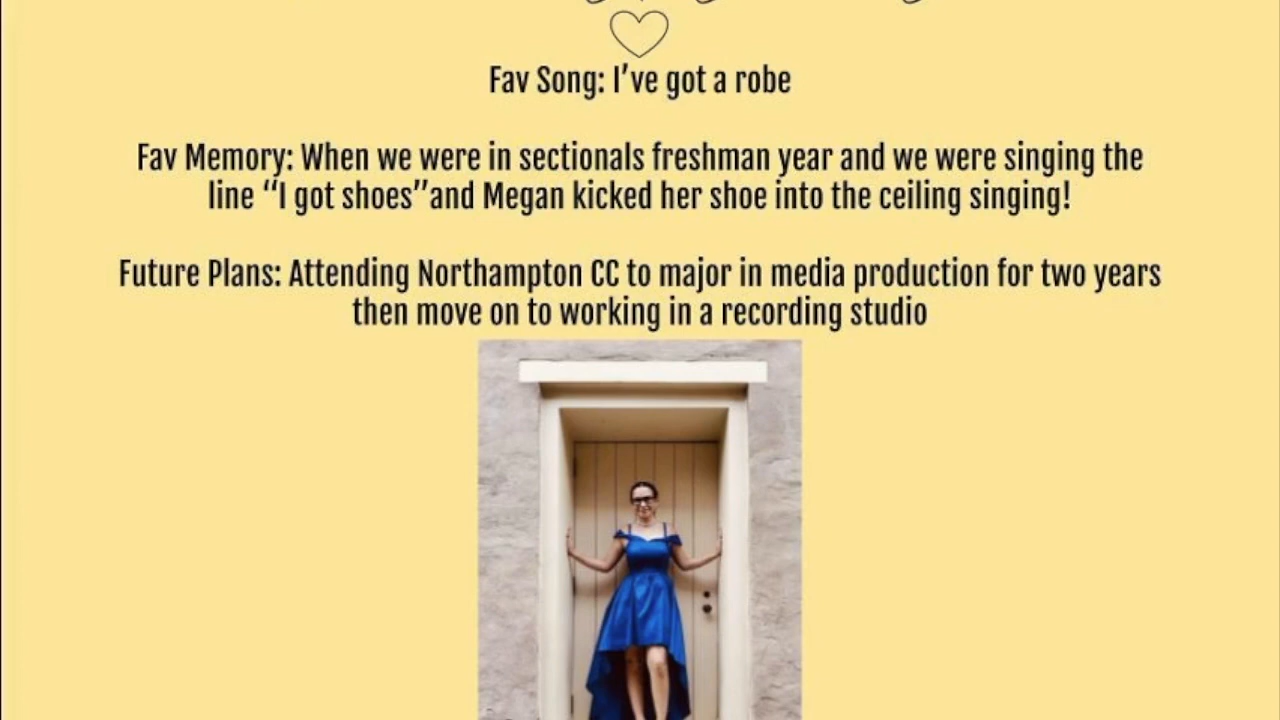 Fav Song: I've got a robe
Fav Memory: When we were in sectionals freshman year and we were singing the
line “I got shoes”and Megan kicked her shoe into the ceiling singing!
Future Plans: Attending Northampton CC to major in media production for two years
then move on to working in a recording studio